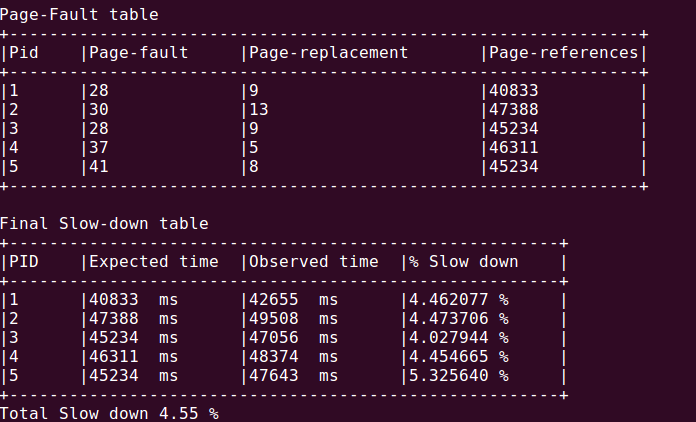 Page-Fault table
+---------------------------------------------------------------+
|Pid    |Page-fault     |Page-replacement       |Page-references|
+---------------------------------------------------------------+
|1      |28             |9                      |40833          |
|2      |30             |13                     |47388          |
|3      |28             |9                      |45234          |
|4      |37             |5                      |46311          |
|5      |41             |8                      |45234          |
+---------------------------------------------------------------+
Final Slow-down table
+-------------------------------------------------------+
|PID    |Expected time  |Observed time  |% Slow down    |
+-------------------------------------------------------+
|1      |40833  ms      |42655  ms      |4.462077 %     |
|2      |47388  ms      |49508  ms      |4.473706 %     |
|3      |45234  ms      |47056  ms      |4.027944 %     |
|4      |46311  ms      |48374  ms      |4.454665 %     |
|5      |45234  ms      |47643  ms      |5.325640 %     |
+-------------------------------------------------------+
Total Slow down 4.55 %